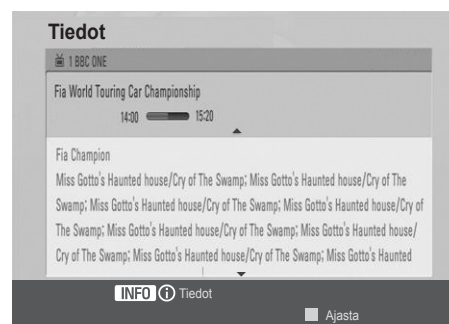 Tiedot
1 BBC ONE
Fia World Touring Car Championship
14:00 15:20
Fia Champion
Miss Gotto's Haunted house/Cry of The Swamp; Miss Gotto's Haunted house/Cry of The
Swamp; Miss Gotto's Haunted house/Cry of The Swamp; Miss Gotto's Haunted house/Cry of
The Swamp; Miss Gotto's Haunted house/Cry of The Swamp; Miss Gotto's Haunted house/
Cry of The Swamp; Miss Gotto's Haunted house/Cry of The Swamp; Miss Gotto's Haunted
INFO i Tiedot
Ajasta